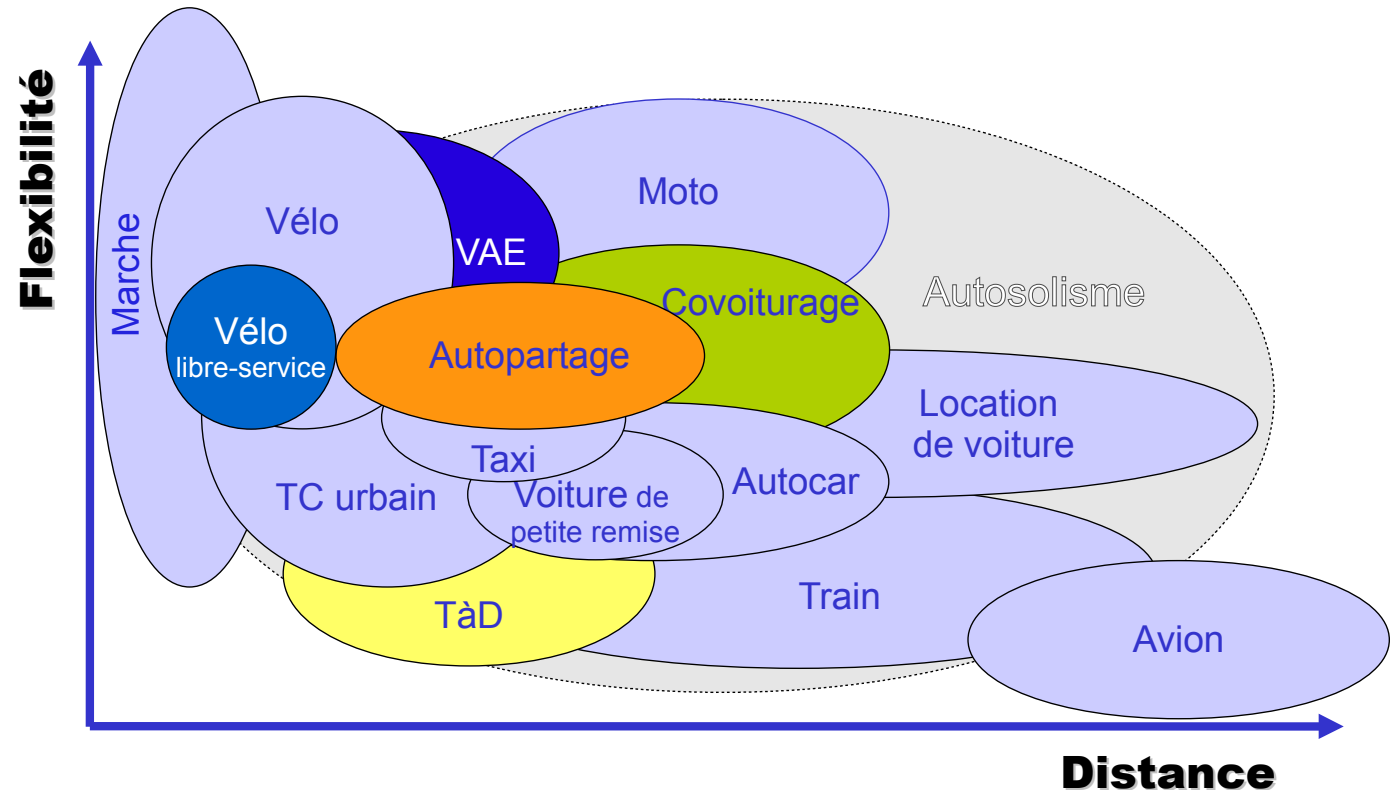 Flexibilité
Marche
Vélo
VAE
Moto
Vélo
libre-service
Autopartage
Covoiturage
Autosolisme
Location
de voiture
Taxi
TC urbain
Voiture de
petite remise
Autocar
TàD
Train
Avion
Distance